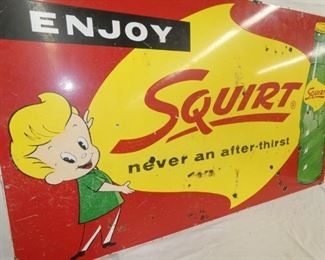 ENJOY
SQUIRT®
never an after-thirst
SQUIRT